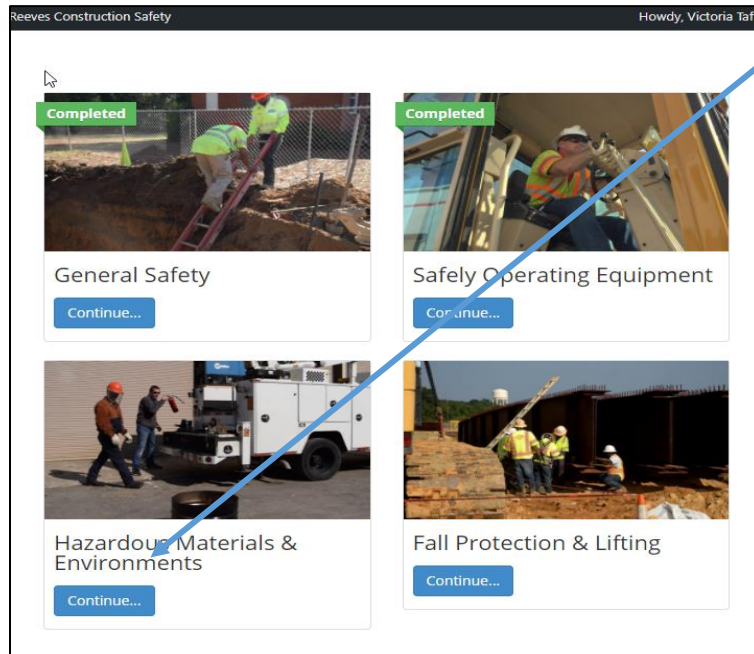 Reeves Construction Safety
Howdy, Victoria Taf
Completed
Completed
General Safety
Continue...
Safely Operating Equipment
Continue...
Hazardous Materials &
Environments
Continue...
Fall Protection & Lifting
Continue...